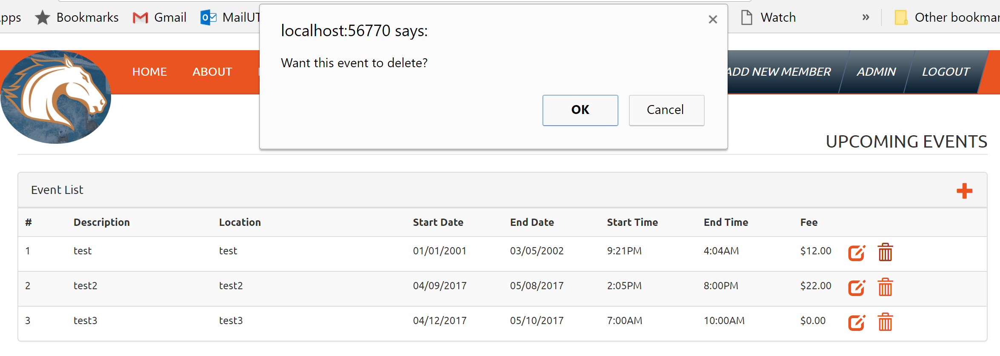 Bookmarks Gmail Watch » Other
localhost:56770 says:
Want this event to delete?
OK Cancel
HOME ABOUT ADD NEW MEMBER ADMIN LOGOUT
UPCOMING EVENTS
Event List
# Description Location Start Date End Date Start Time End Time Fee
1 test test 01/01/2001 03/05/2002 9:21PM 4:04AM $12.00
2 test2 test2 04/09/2017 05/08/2017 2:05PM 8:00PM $22.00
3 test3 test3 04/12/2017 05/10/2017 7:00AM 10:00AM $0.00